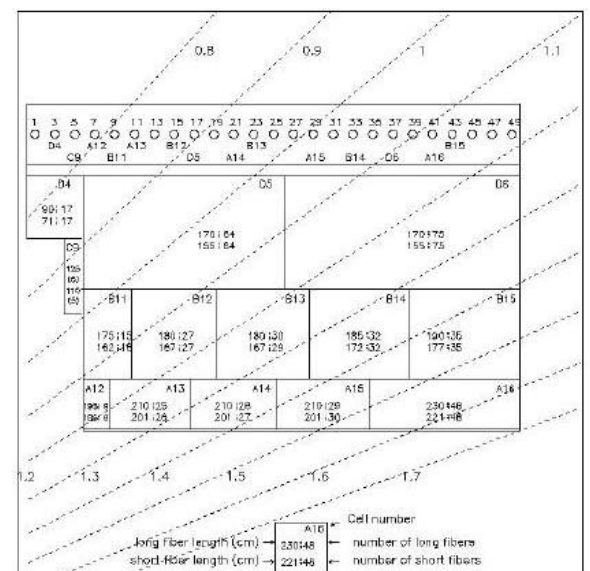 0.8 0.9 1 1.1
1 3 5 7 9 11 13 15 17 19 21 23 25 27 29 31 33 35 37 39 41 43 45 47 49
D4 A12 A13 B12 B13 B15
C9 B11 D5 A14 A15 B14 D6 A16
D4 D5 D6
90:17
71:17
170:64 170:75
155:64 155:75
C9
125
(6)
(5)
B11 B12 B13 B14 B15
175:15 180:27 180:30 185:32 190:35
162:16 167:27 167:29 172:32 177:35
A12 A13 A14 A15 A16
210:25 210:28 210:29 230:48
201:26 201:27 201:30 221:48
1.2 1.3 1.4 1.5 1.6 1.7
Cell number
A16
long fiber length (cm) 230:48 number of long fibers
short fiber length (cm) 221:48 number of short fibers